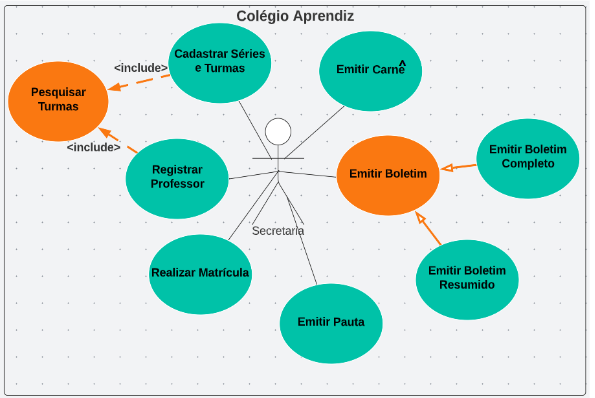 Colégio Aprendiz
Cadastrar Séries
e Turmas
<include>
Emitir Carnê
Pesquisar
Turmas
<include>
Registrar
Professor
Emitir Boletim
Emitir Boletim
Completo
Secretaria
Realizar Matrícula
Emitir Boletim
Resumido
Emitir Pauta